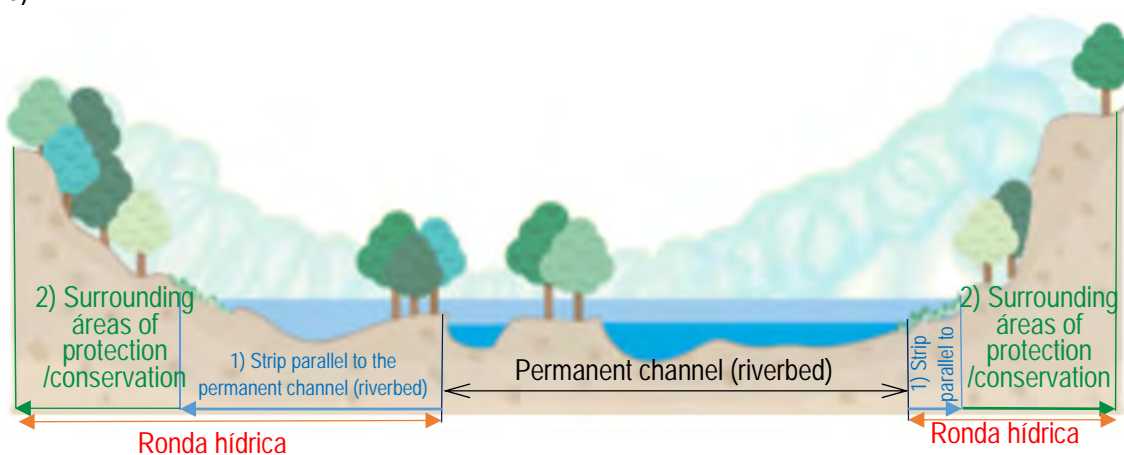 2) Surrounding
áreas of
protection
/conservation
1) Strip parallel to the
permanent channel (riverbed)
Permanent channel (riverbed)
1) Strip
parallel to
2) Surrounding
áreas of
protection
/conservation
Ronda hídrica
Ronda hídrica